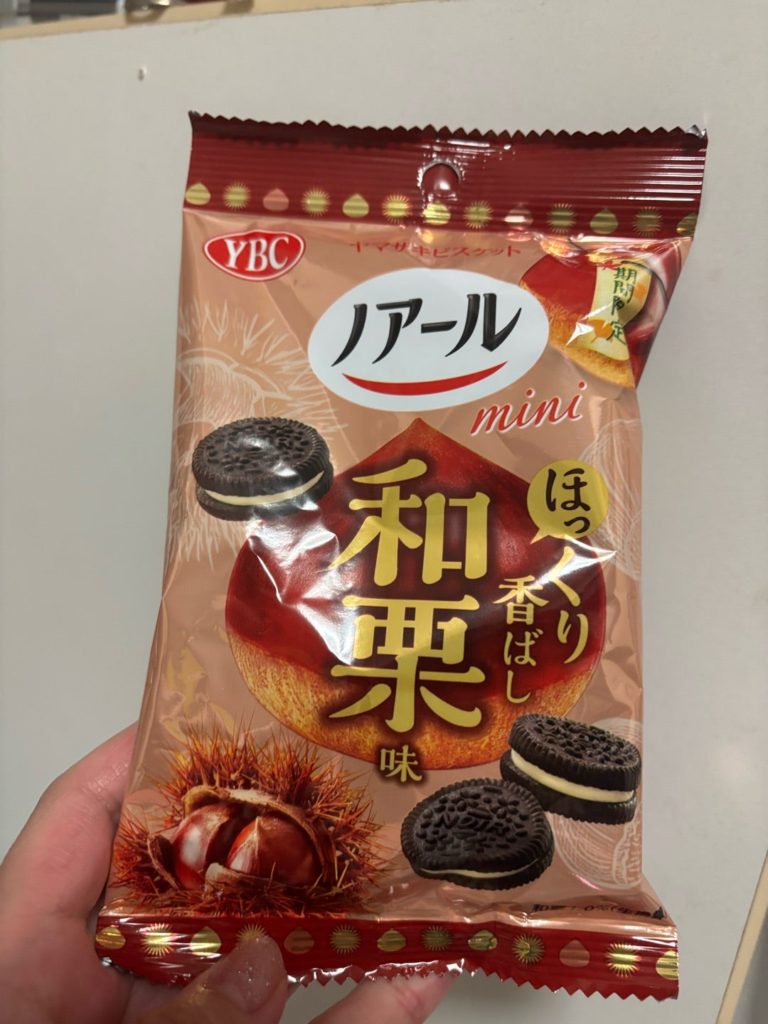 YBC
ヤマザキビスケット
期間限定
ノアール
mini
ほっくり
香ばし
和栗
味